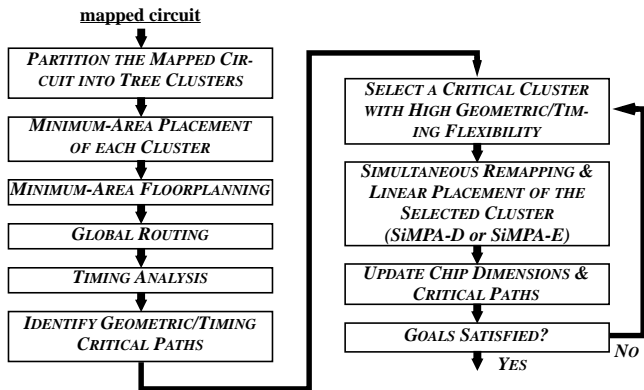 mapped circuit
PARTITION THE MAPPED CIR-
CUIT INTO TREE CLUSTERS
MINIMUM-AREA PLACEMENT
OF EACH CLUSTER
MINIMUM-AREA FLOORPLANNING
GLOBAL ROUTING
TIMING ANALYSIS
IDENTIFY GEOMETRIC/TIMING
CRITICAL PATHS
SELECT A CRITICAL CLUSTER
WITH HIGH GEOMETRIC/TIM-
ING FLEXIBILITY
SIMULTANEOUS REMAPPING &
LINEAR PLACEMENT OF THE
SELECTED CLUSTER
(SiMPA-D OR SiMPA-E)
UPDATE CHIP DIMENSIONS &
CRITICAL PATHS
GOALS SATISFIED?
NO
YES